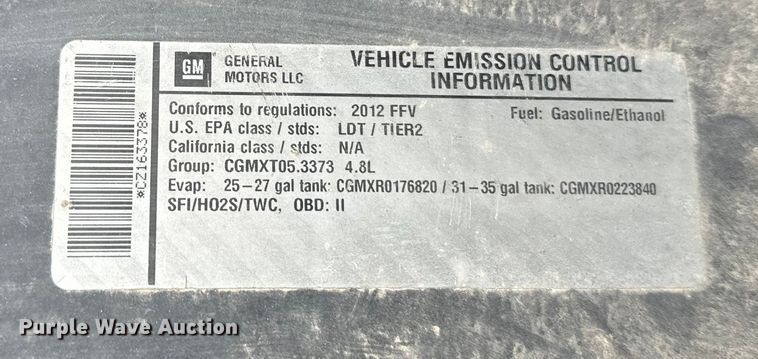 GM
GENERAL
MOTORS LLC
VEHICLE EMISSION CONTROL
INFORMATION
*CZ163378*
Conforms to regulations: 2012 FFV Fuel: Gasoline/Ethanol
U.S. EPA class / stds: LDT / TIER2
California class / stds: N/A
Group: CGMXT05.3373 4.8L
Evap: 25-27 gal tank: CGMXR0176820 / 31-35 gal tank: CGMXR0223840
SFI/HO2S/TWC, OBD: II
Purple Wave Auction